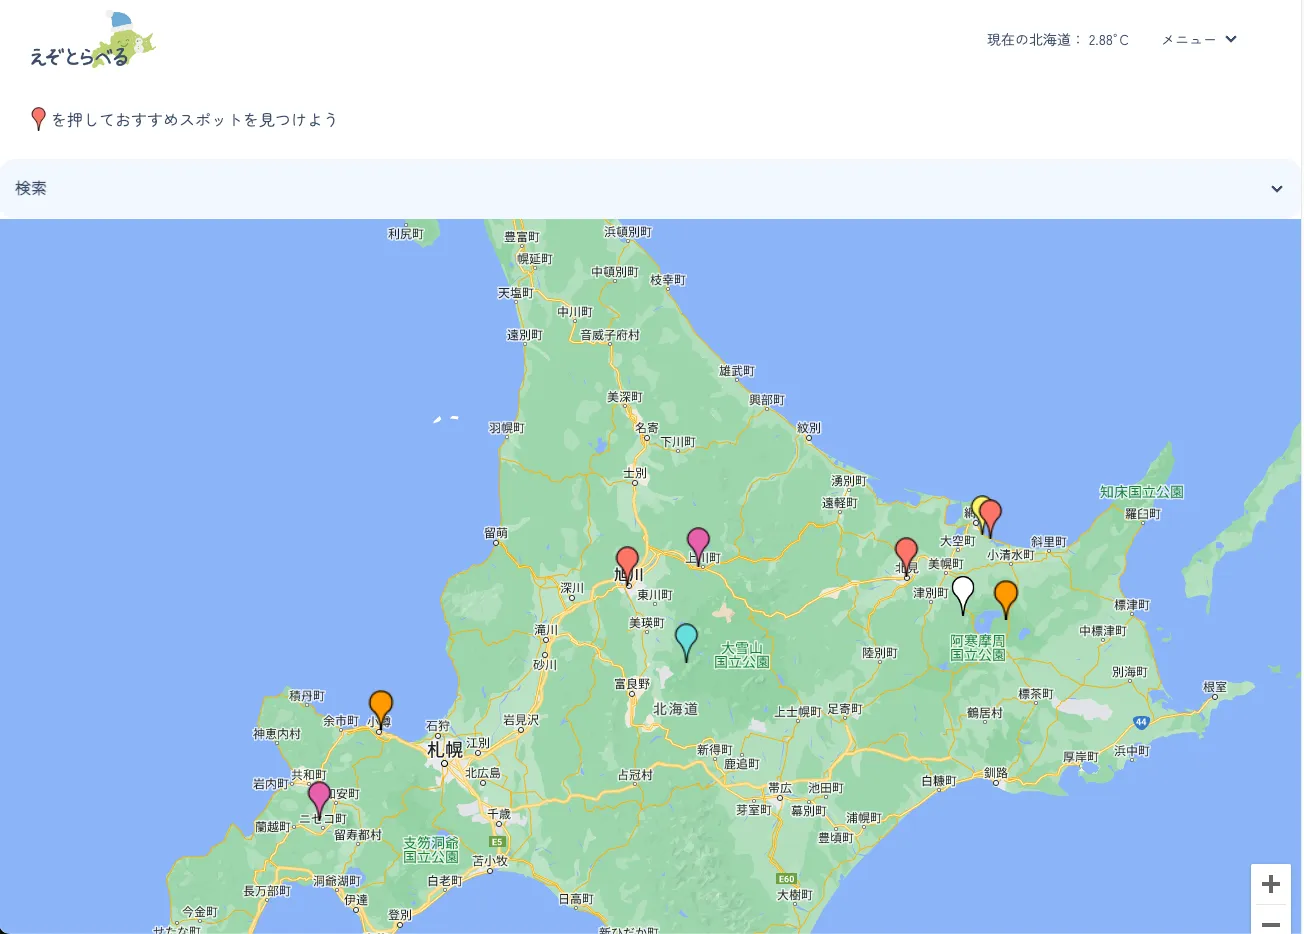 えぞとらべる
現在の北海道： 2.88°C
メニュー
を押しておすすめスポットを見つけよう
検索
利尻町
豊富町
浜頓別町
幌延町
中頓別町
枝幸町
天塩町
中川町
遠別町
音威子府村
雄武町
美深町
興部町
羽幌町
名寄
紋別
下川町
士別
湧別町
知床国立公園
遠軽町
羅臼町
網
留萌
大空町
斜里町
上川町
小清水町
旭川
北見
美幌町
深川
東川町
津別町
標津町
美瑛町
滝川
中標津町
大雪山
国立公園
阿寒摩周
国立公園
陸別町
砂川
別海町
富良野
根室
積丹町
標茶町
北海道
上士幌町
足寄町
鶴居村
余市町
小樽
石狩
岩見沢
44
神恵内村
札幌
江別
新得町
浜中町
厚岸町
鹿追町
共和町
北広島
占冠村
白糠町
釧路
岩内町
帯広
池田町
倶安町
芽室町
幕別町
千歳
ニセコ町
浦幌町
蘭越町
留寿都村
豊頃町
支笏洞爺
国立公園
E5
苫小牧
洞爺湖町
白老町
E60
長万部町
大樹町
伊達
日高町
今金町
登別
せたな町
新ひだか町